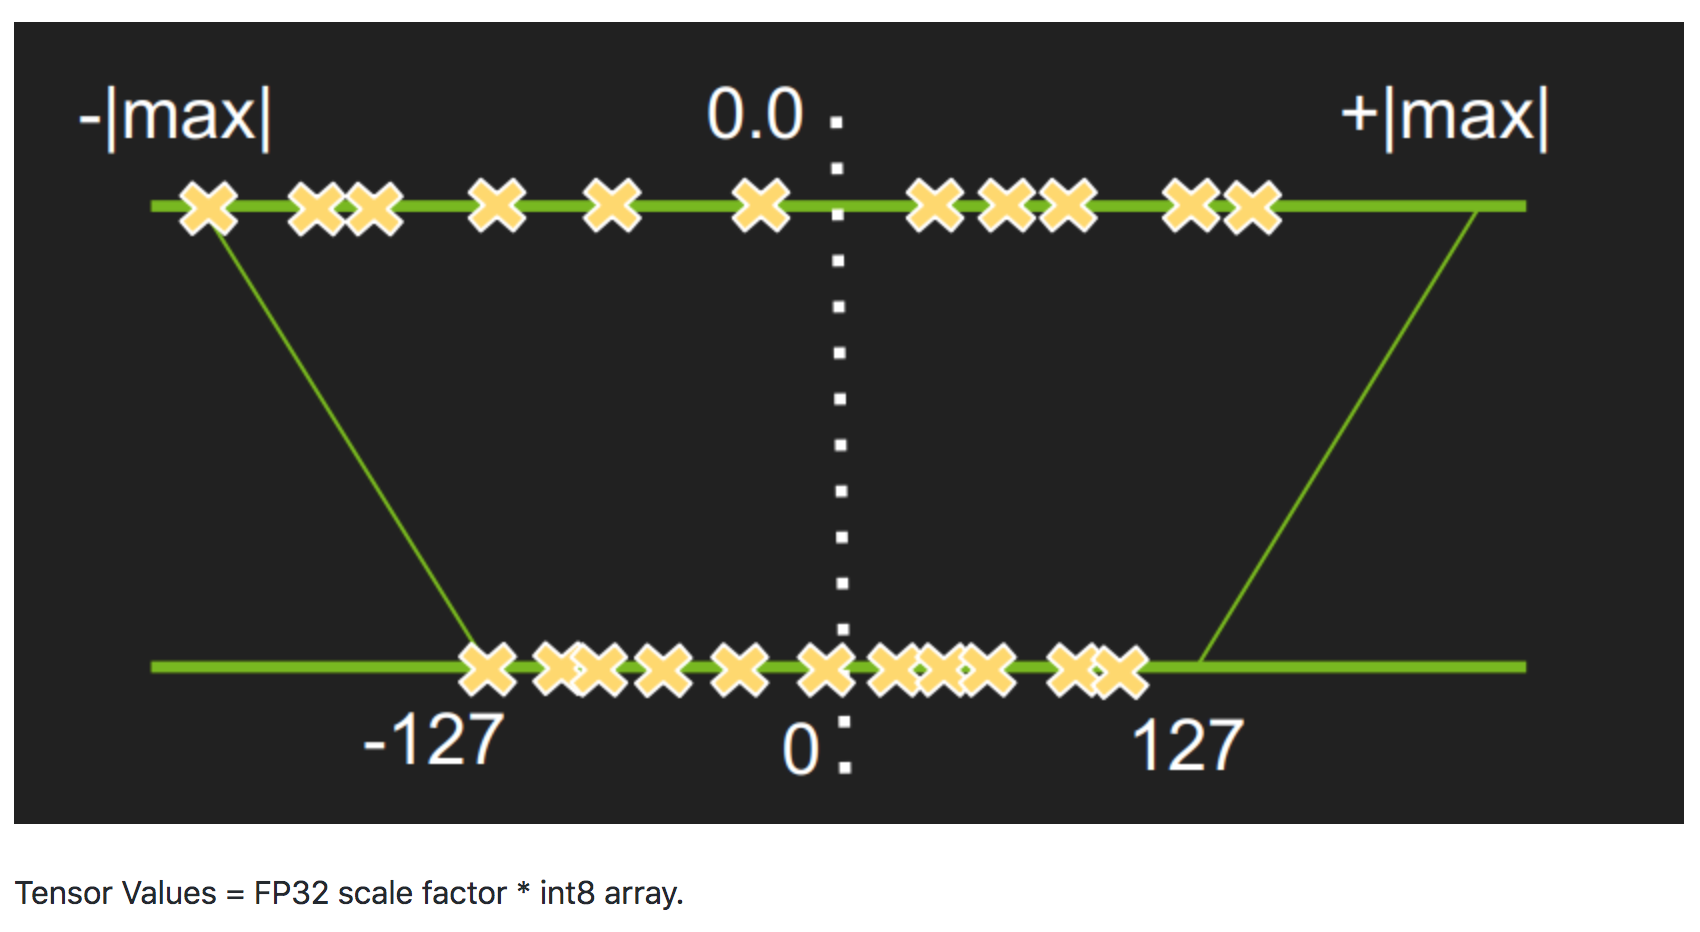 -|max| 0.0 +|max|
-127 0 127
Tensor Values = FP32 scale factor * int8 array.